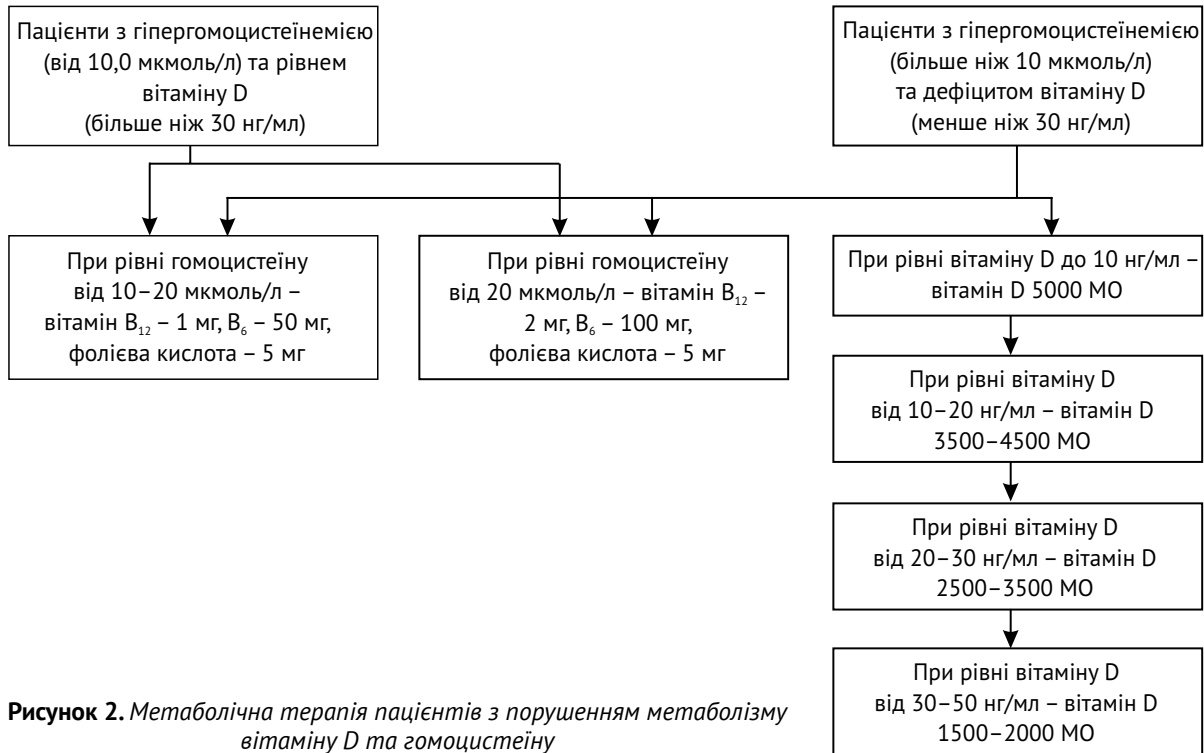 Пацієнти з гіпергомоцистеїнемією
(від 10,0 мкмоль/л) та рівнем
вітаміну D
(більше ніж 30 нг/мл)
Пацієнти з гіпергомоцистеїнемією
(більше ніж 10 мкмоль/л)
та дефіцитом вітаміну D
(менше ніж 30 нг/мл)
При рівні гомоцистеїну
від 10–20 мкмоль/л –
вітамін B₁₂ – 1 мг, B₆ – 50 мг,
фолієва кислота – 5 мг
При рівні гомоцистеїну
від 20 мкмоль/л – вітамін B₁₂ –
2 мг, B₆ – 100 мг,
фолієва кислота – 5 мг
При рівні вітаміну D до 10 нг/мл –
вітамін D 5000 МО
При рівні вітаміну D
від 10–20 нг/мл – вітамін D
3500–4500 МО
При рівні вітаміну D
від 20–30 нг/мл – вітамін D
2500–3500 МО
При рівні вітаміну D
від 30–50 нг/мл – вітамін D
1500–2000 МО
Рисунок 2. Метаболічна терапія пацієнтів з порушенням метаболізму
вітаміну D та гомоцистеїну